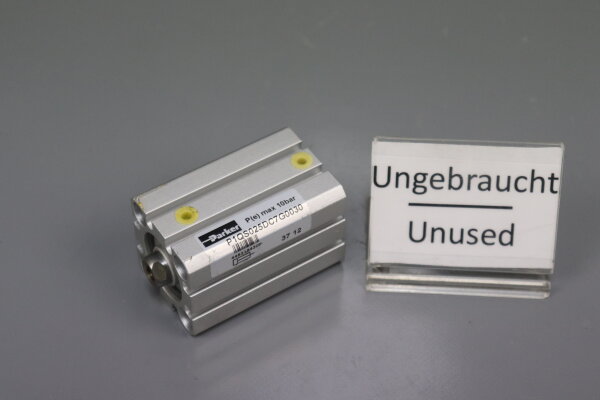 P(e) max 10bar
Parker
P1QS025DC7G0030
37 12
Ungebraucht
Unused